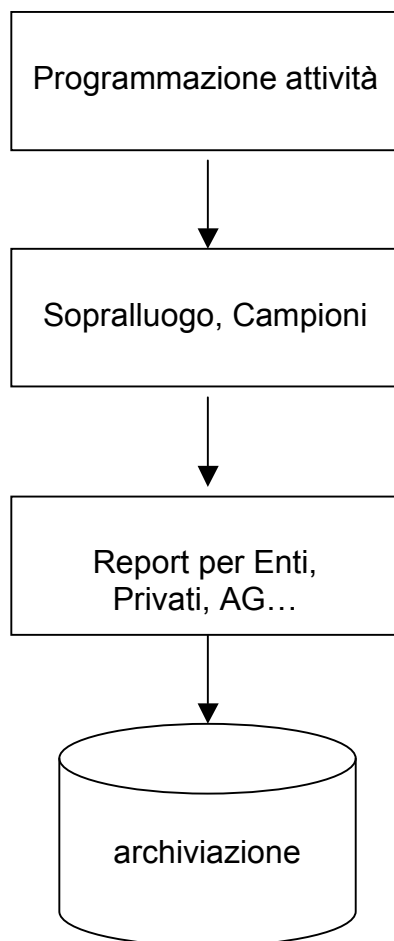 Programmazione attività
Sopralluogo, Campioni
Report per Enti,
Privati, AG…
archiviazione